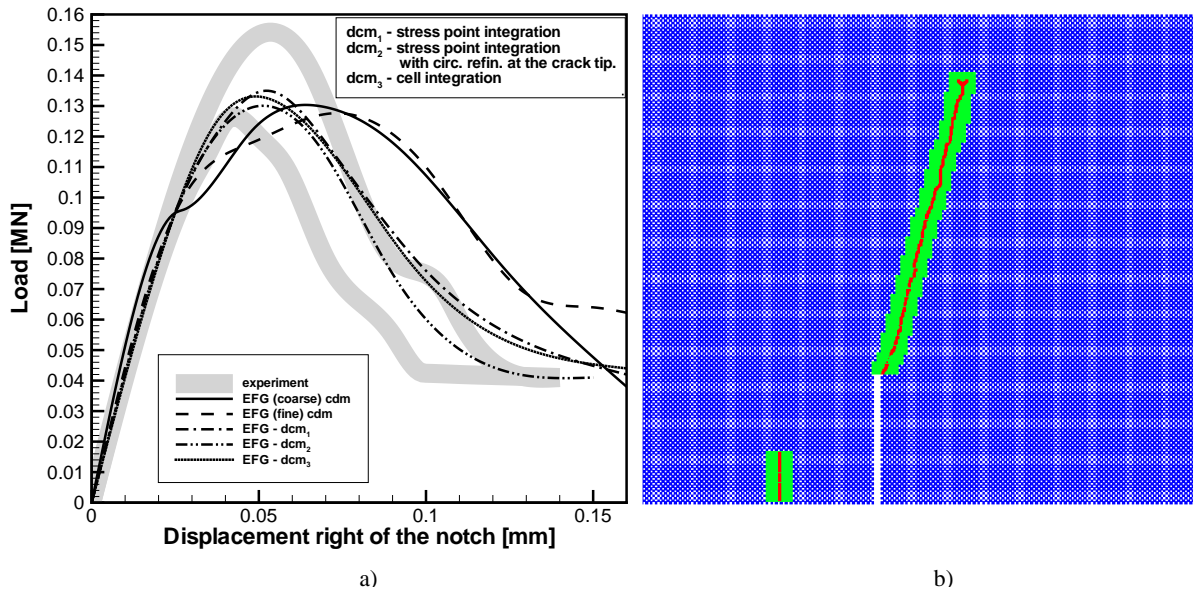 0.16
0.15
0.14
0.13
0.12
0.11
0.1
0.09
0.08
0.07
0.06
0.05
0.04
0.03
0.02
0.01
0
Load [MN]
dcm1 - stress point integration
dcm2 - stress point integration
with circ. refin. at the crack tip.
dcm3 - cell integration
experiment
EFG (coarse) cdm
EFG (fine) cdm
EFG - dcm1
EFG - dcm2
EFG - dcm3
0 0.05 0.1 0.15
Displacement right of the notch [mm]
a) b)